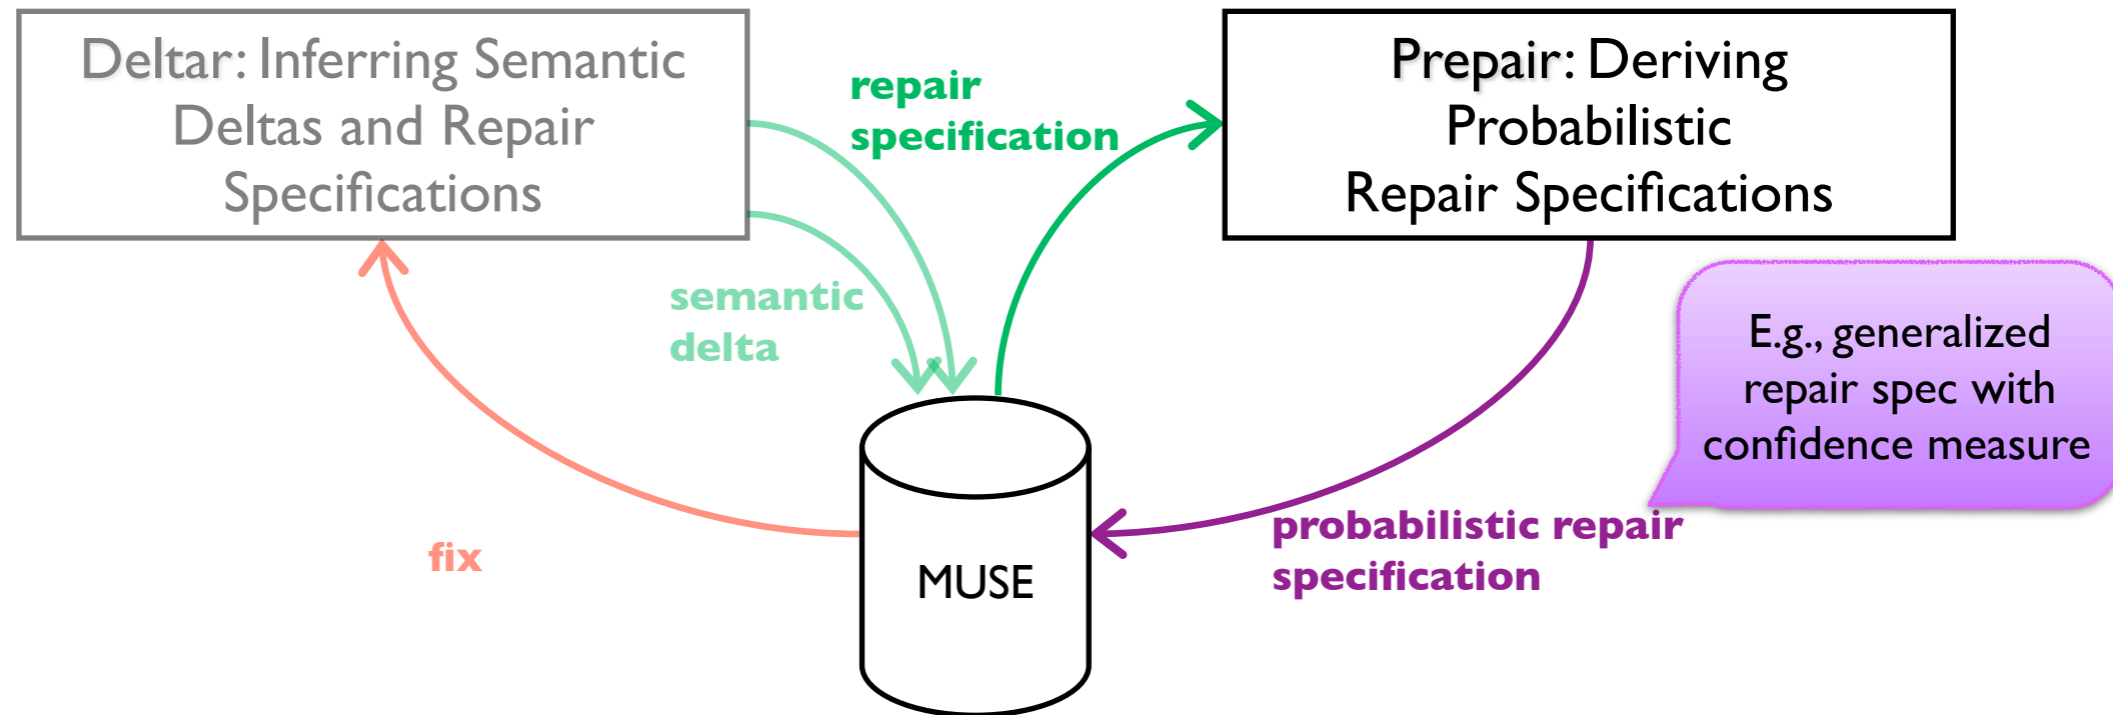 Deltar: Inferring Semantic
Deltas and Repair
Specifications
repair
specification
Prepair: Deriving
Probabilistic
Repair Specifications
semantic
delta
E.g., generalized
repair spec with
confidence measure
fix
MUSE
probabilistic repair
specification